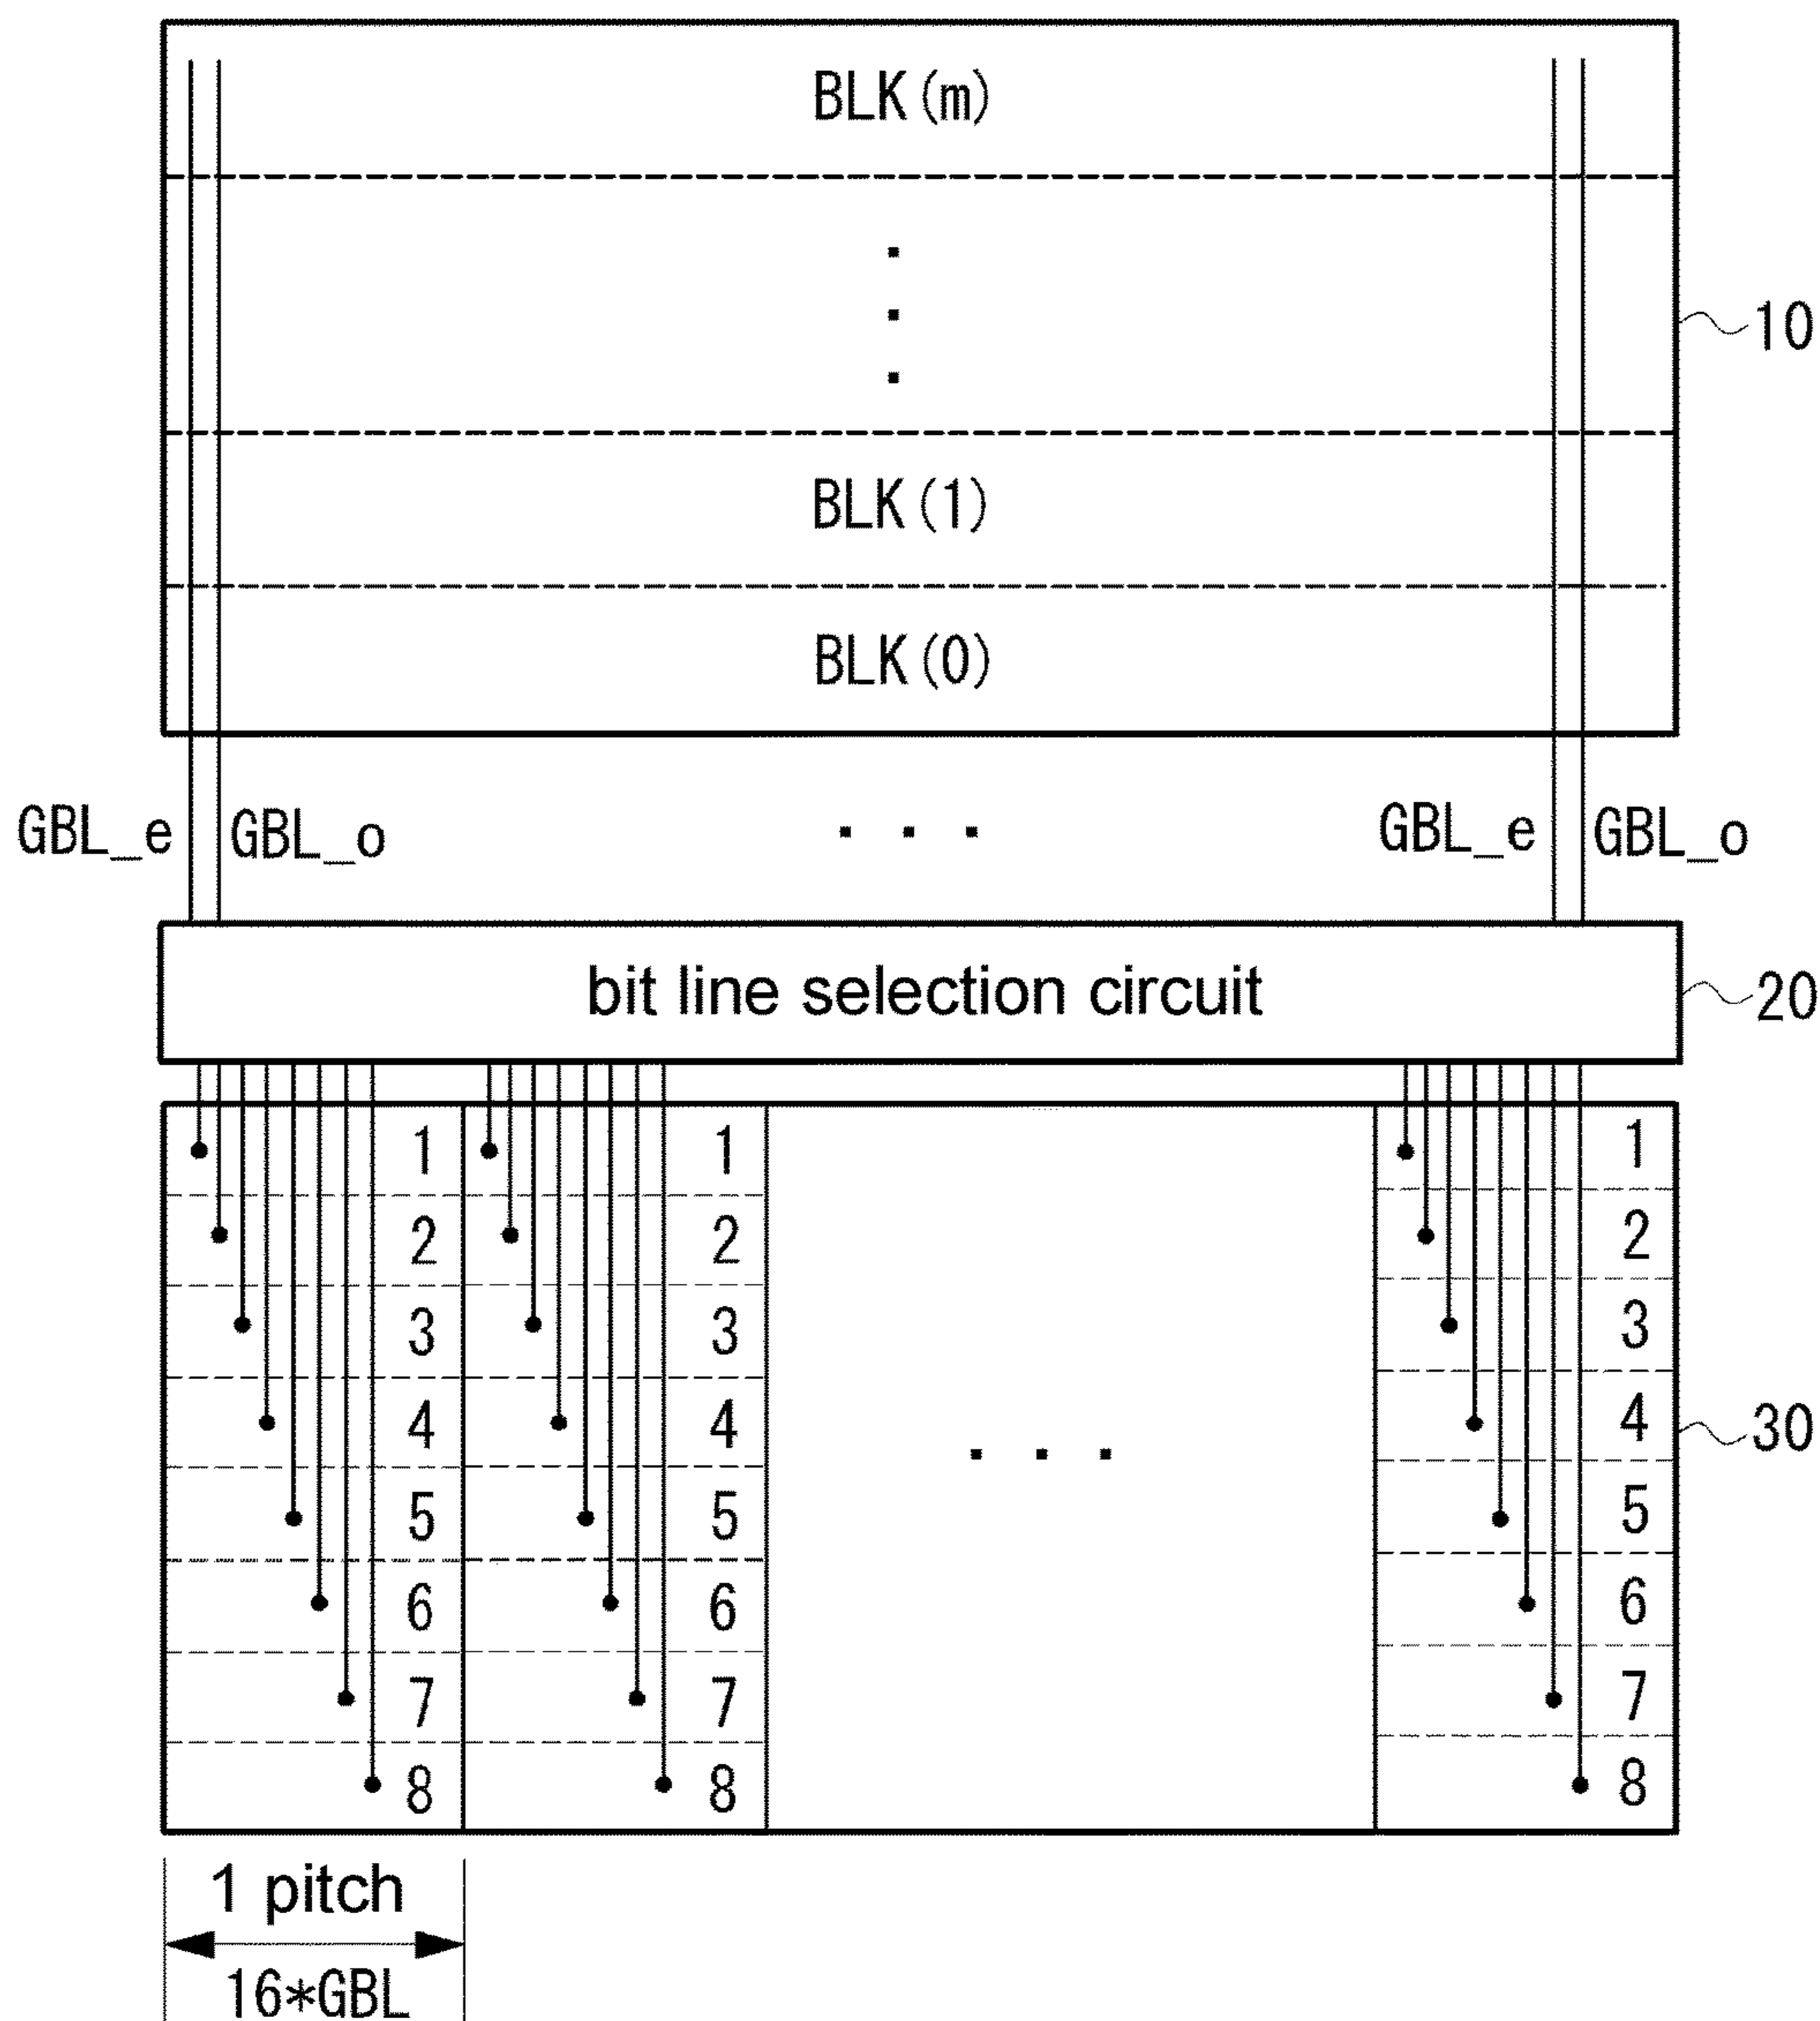 BLK(m)
10
BLK(1)
BLK(0)
GBL_e GBL_o ... GBL_e GBL_o
bit line selection circuit
20
1 1 1
2 2 2
3 3 3
4 4 ... 4
30
5 5 5
6 6 6
7 7 7
8 8 8
1 pitch
16*GBL